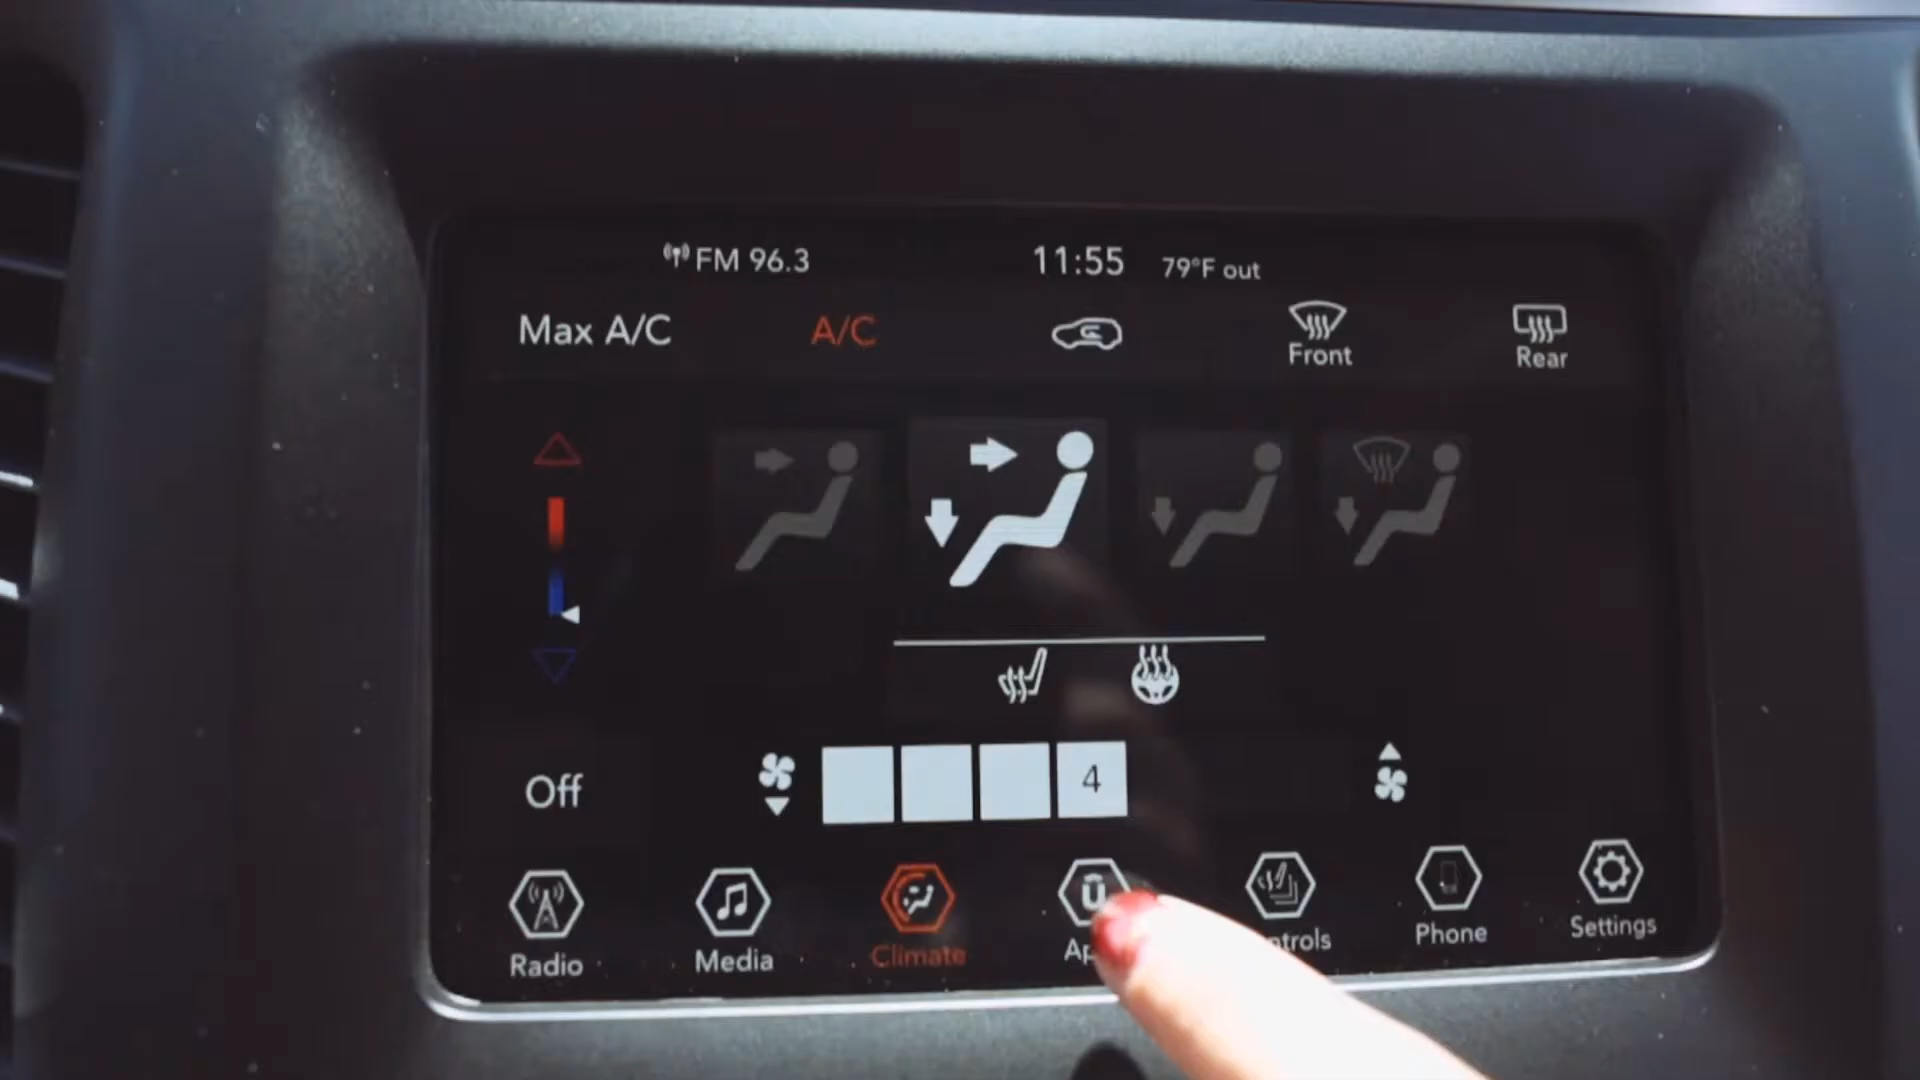 FM 96.3
11:55
79°F out
Max A/C
A/C
Front
Rear
Off
4
Radio
Media
Climate
Phone
Settings